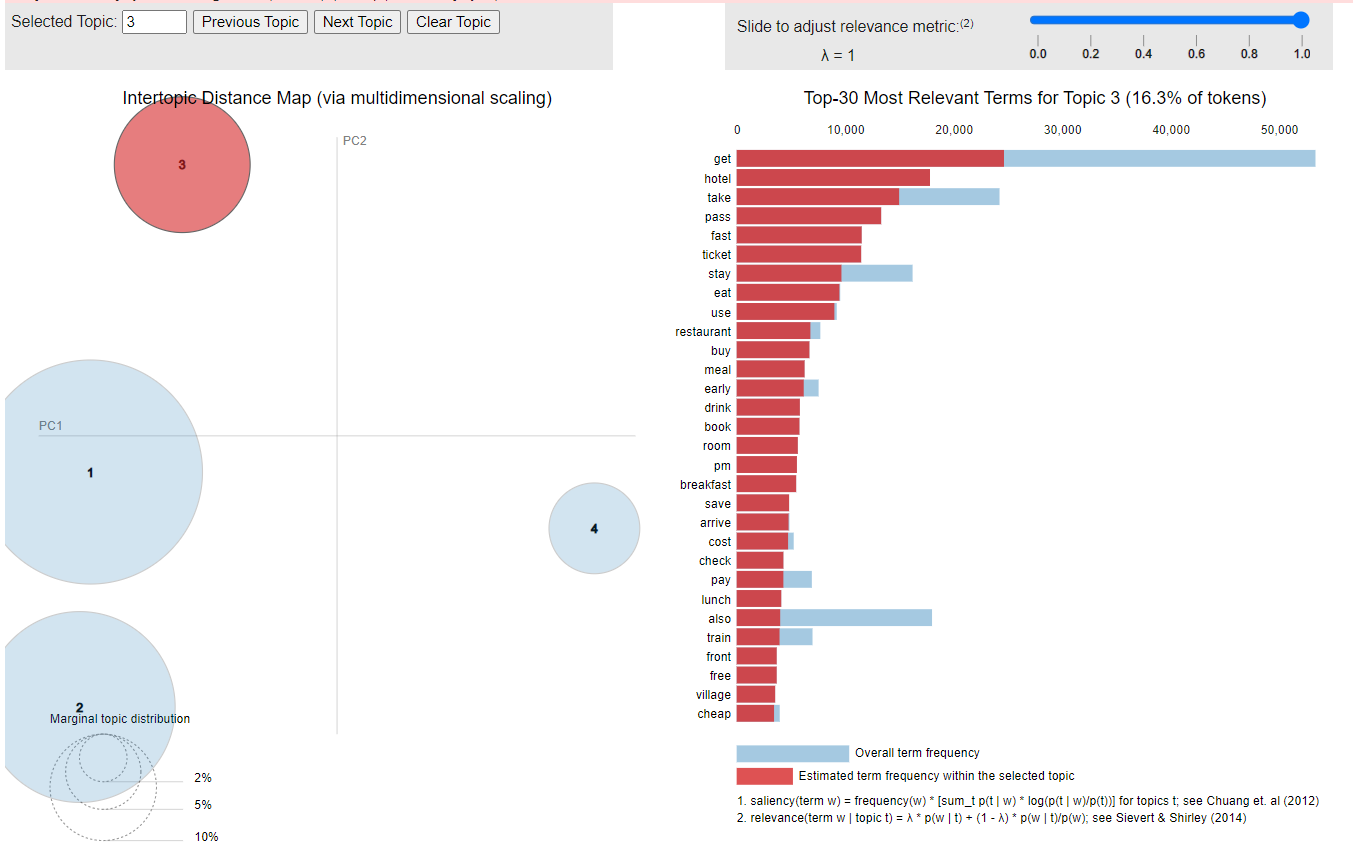 Selected Topic: 3 Previous Topic Next Topic Clear Topic
Slide to adjust relevance metric:(2)
λ = 1
0.0 0.2 0.4 0.6 0.8 1.0
Intertopic Distance Map (via multidimensional scaling)
PC2
PC1
3
1
4
2
Marginal topic distribution
2%
5%
10%
Top-30 Most Relevant Terms for Topic 3 (16.3% of tokens)
0 10,000 20,000 30,000 40,000 50,000
get
hotel
take
pass
fast
ticket
stay
eat
use
restaurant
buy
meal
early
drink
book
room
pm
breakfast
save
arrive
cost
check
pay
lunch
also
train
front
free
village
cheap
Overall term frequency
Estimated term frequency within the selected topic
1. saliency(term w) = frequency(w) * [sum_t p(t | w) * log(p(t | w)/p(t))] for topics t; see Chuang et. al (2012)
2. relevance(term w | topic t) = λ * p(w | t) + (1 - λ) * p(w | t)/p(w); see Sievert & Shirley (2014)